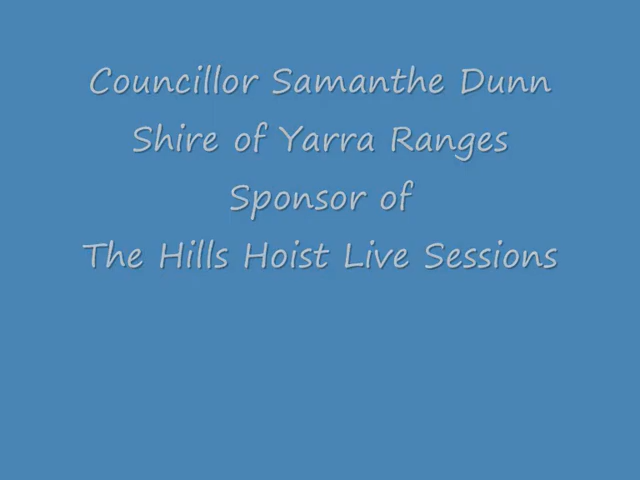 Councillor Samanthe Dunn
Shire of Yarra Ranges
Sponsor of
The Hills Hoist Live Sessions